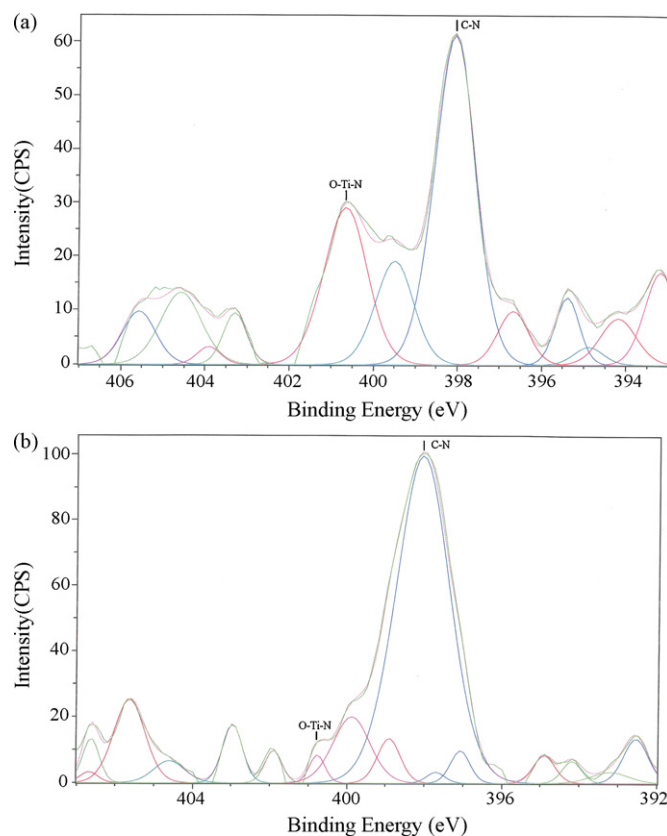 (a)
C-N
O-Ti-N
Intensity(CPS)
60
50
40
30
20
10
0
406 404 402 400 398 396 394
Binding Energy (eV)
(b)
C-N
O-Ti-N
Intensity(CPS)
100
80
60
40
20
0
404 400 396 392
Binding Energy (eV)